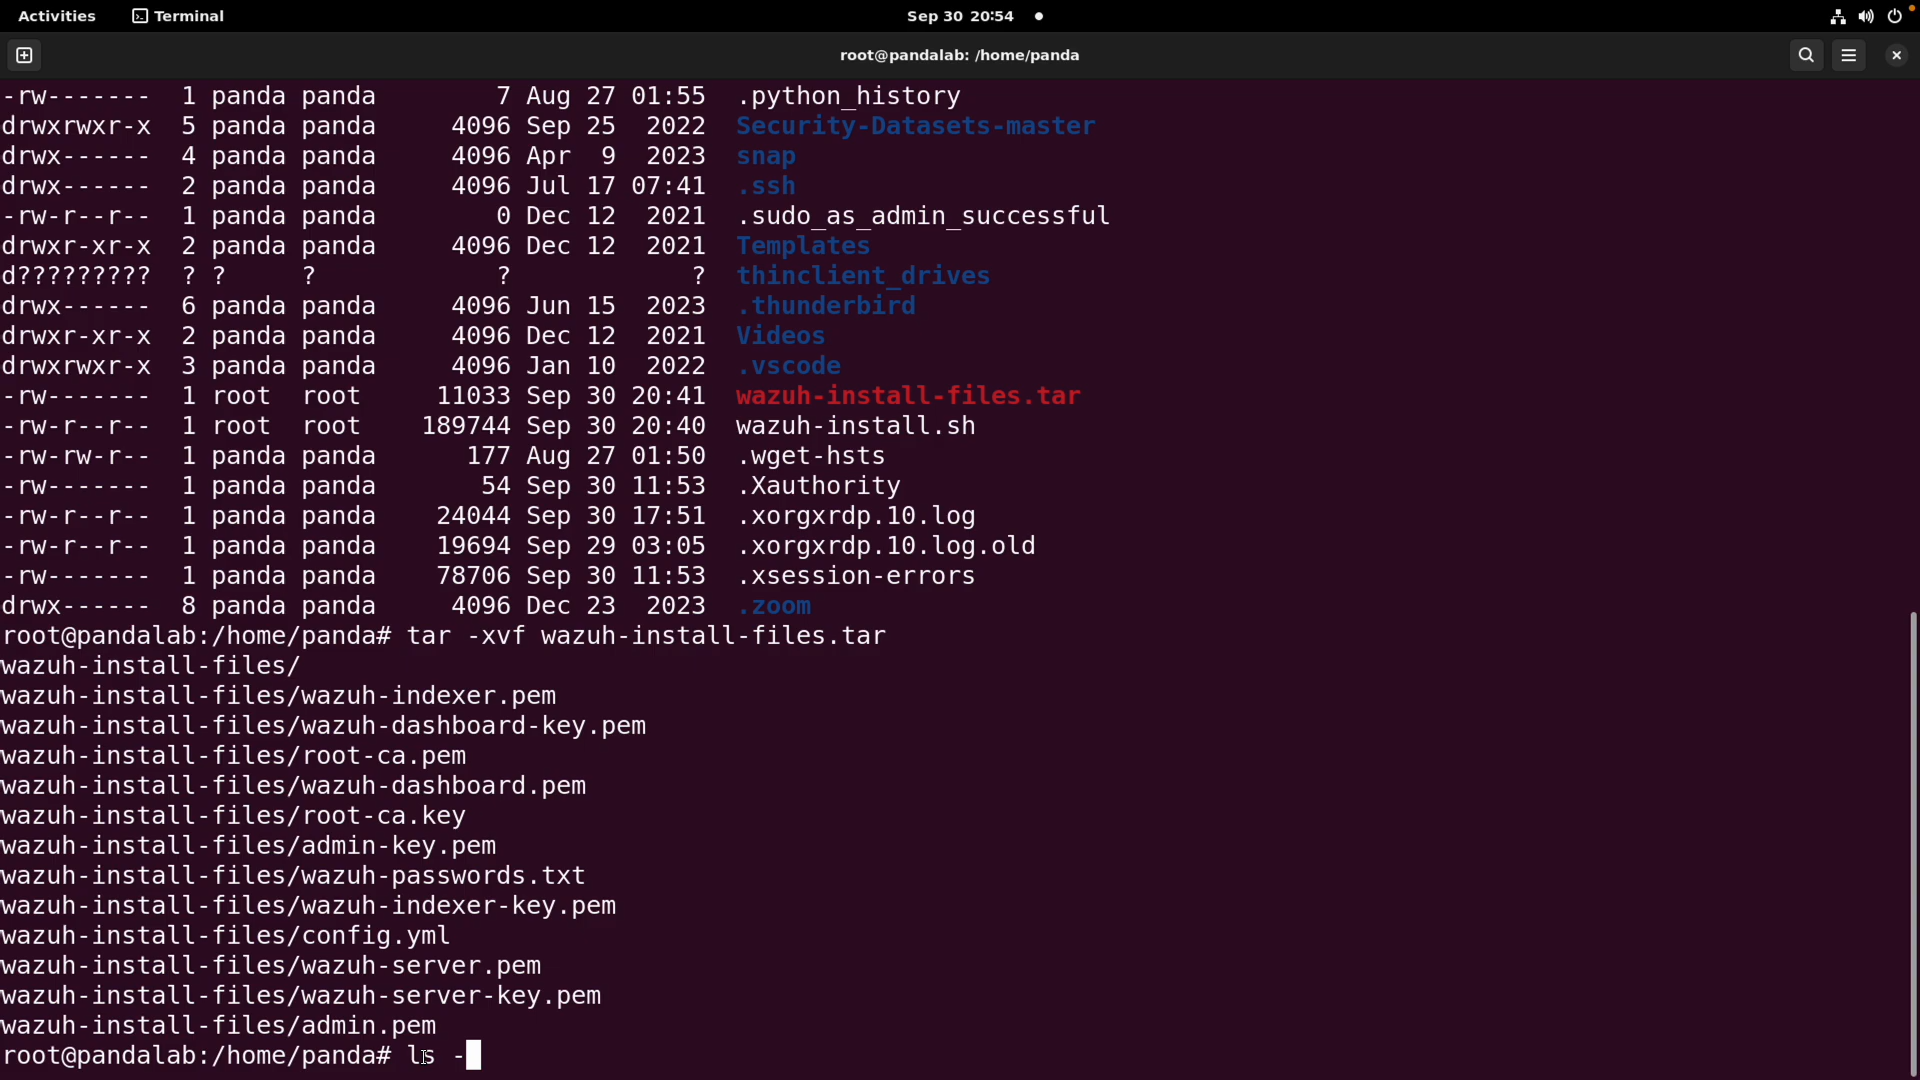 Activities
Terminal
Sep 30 20:54
root@pandalab: /home/panda
-rw------- 1 panda panda 7 Aug 27 01:55 .python_history
drwxrwxr-x 5 panda panda 4096 Sep 25 2022 Security-Datasets-master
drwx------ 4 panda panda 4096 Apr 9 2023 snap
drwx------ 2 panda panda 4096 Jul 17 07:41 .ssh
-rw-r--r-- 1 panda panda 0 Dec 12 2021 .sudo_as_admin_successful
drwxr-xr-x 2 panda panda 4096 Dec 12 2021 Templates
d????????? ? ? ? ? ? thinclient_drives
drwx------ 6 panda panda 4096 Jun 15 2023 .thunderbird
drwxr-xr-x 2 panda panda 4096 Dec 12 2021 Videos
drwxrwxr-x 3 panda panda 4096 Jan 10 2022 .vscode
-rw------- 1 root root 11033 Sep 30 20:41 wazuh-install-files.tar
-rw-r--r-- 1 root root 189744 Sep 30 20:40 wazuh-install.sh
-rw-rw-r-- 1 panda panda 177 Aug 27 01:50 .wget-hsts
-rw------- 1 panda panda 54 Sep 30 11:53 .Xauthority
-rw-r--r-- 1 panda panda 24044 Sep 30 17:51 .xorgxrdp.10.log
-rw-r--r-- 1 panda panda 19694 Sep 29 03:05 .xorgxrdp.10.log.old
-rw------- 1 panda panda 78706 Sep 30 11:53 .xsession-errors
drwx------ 8 panda panda 4096 Dec 23 2023 .zoom
root@pandalab:/home/panda# tar -xvf wazuh-install-files.tar
wazuh-install-files/
wazuh-install-files/wazuh-indexer.pem
wazuh-install-files/wazuh-dashboard-key.pem
wazuh-install-files/root-ca.pem
wazuh-install-files/wazuh-dashboard.pem
wazuh-install-files/root-ca.key
wazuh-install-files/admin-key.pem
wazuh-install-files/wazuh-passwords.txt
wazuh-install-files/wazuh-indexer-key.pem
wazuh-install-files/config.yml
wazuh-install-files/wazuh-server.pem
wazuh-install-files/wazuh-server-key.pem
wazuh-install-files/admin.pem
root@pandalab:/home/panda# ls -